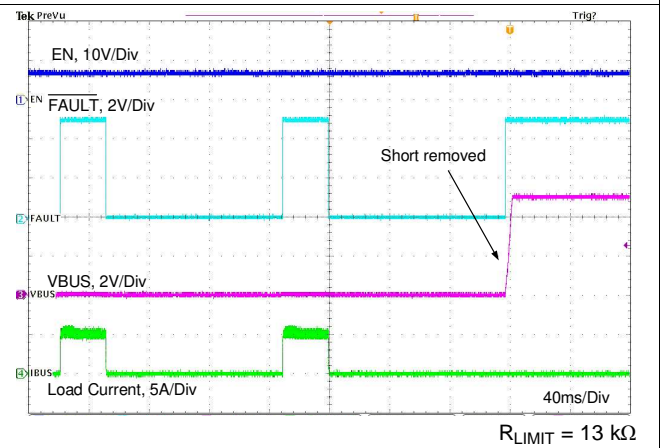 Tek PreVu
Trig?
T
T
EN, 10V/Div
1 EN
FAULT, 2V/Div
Short removed
2 FAULT
VBUS, 2V/Div
3 VBUS
4 IBUS
Load Current, 5A/Div
40ms/Div
RLIMIT = 13 kΩ